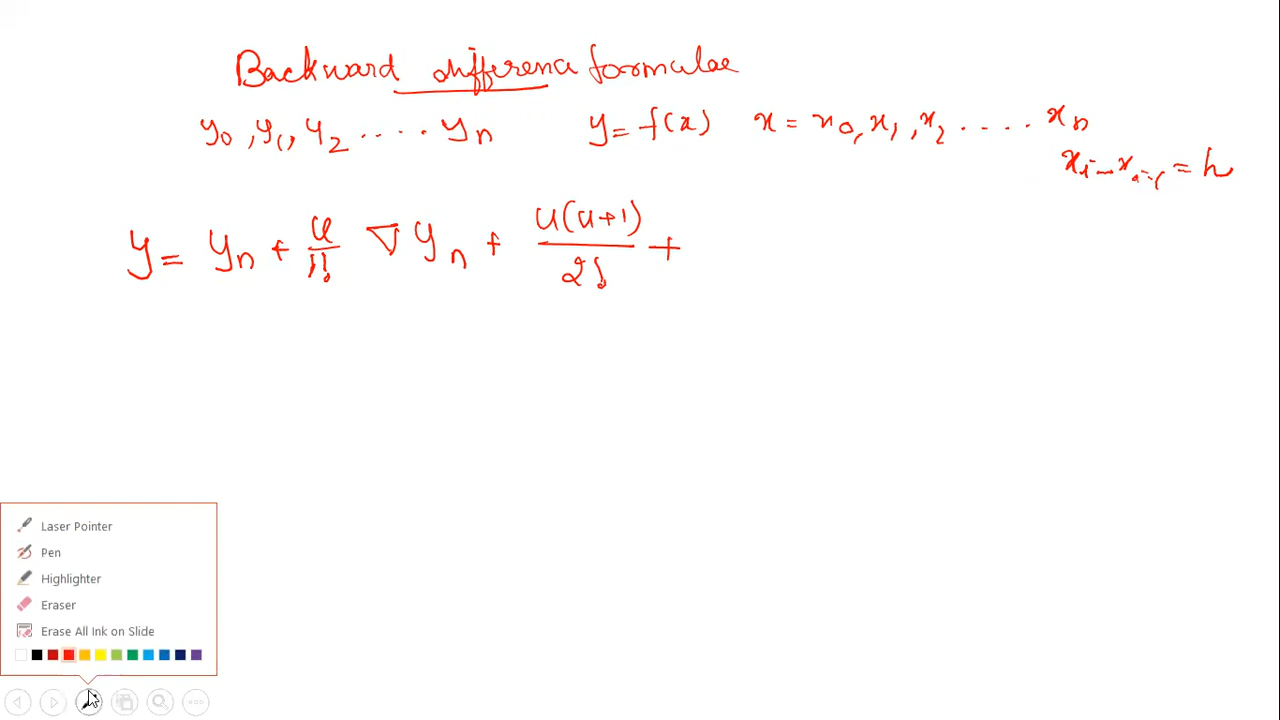 Backward difference formulae
y₀, y₁, y₂ .... yₙ   y = f(x)   x = x₀, x₁, x₂ ..... xₙ
xᵢ - xᵢ₋₁ = h
y = yₙ + u/1! ∇yₙ + u(u+1)/2! +
Laser Pointer
Pen
Highlighter
Eraser
Erase All Ink on Slide